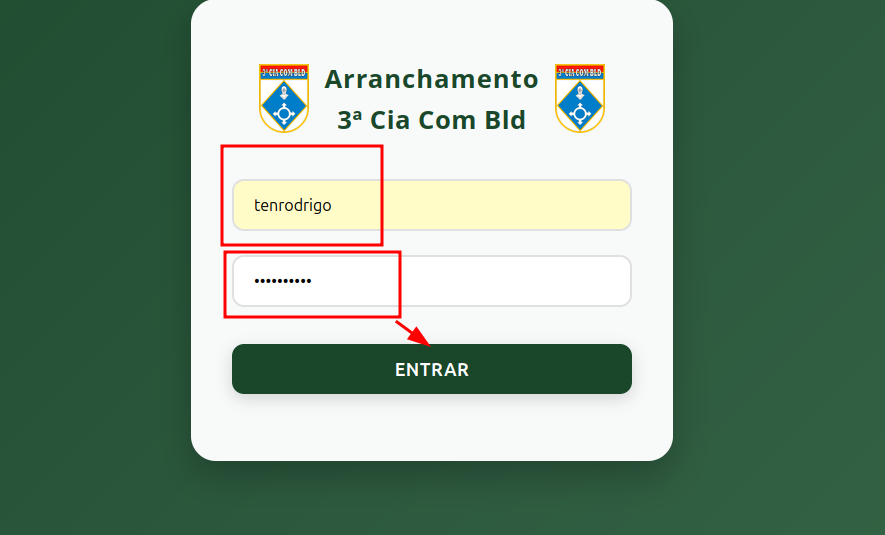 3ª CIA COM BLD
3ª CIA COM BLD
Arranchamento
3ª Cia Com Bld
tenrodrigo
••••••••••
ENTRAR